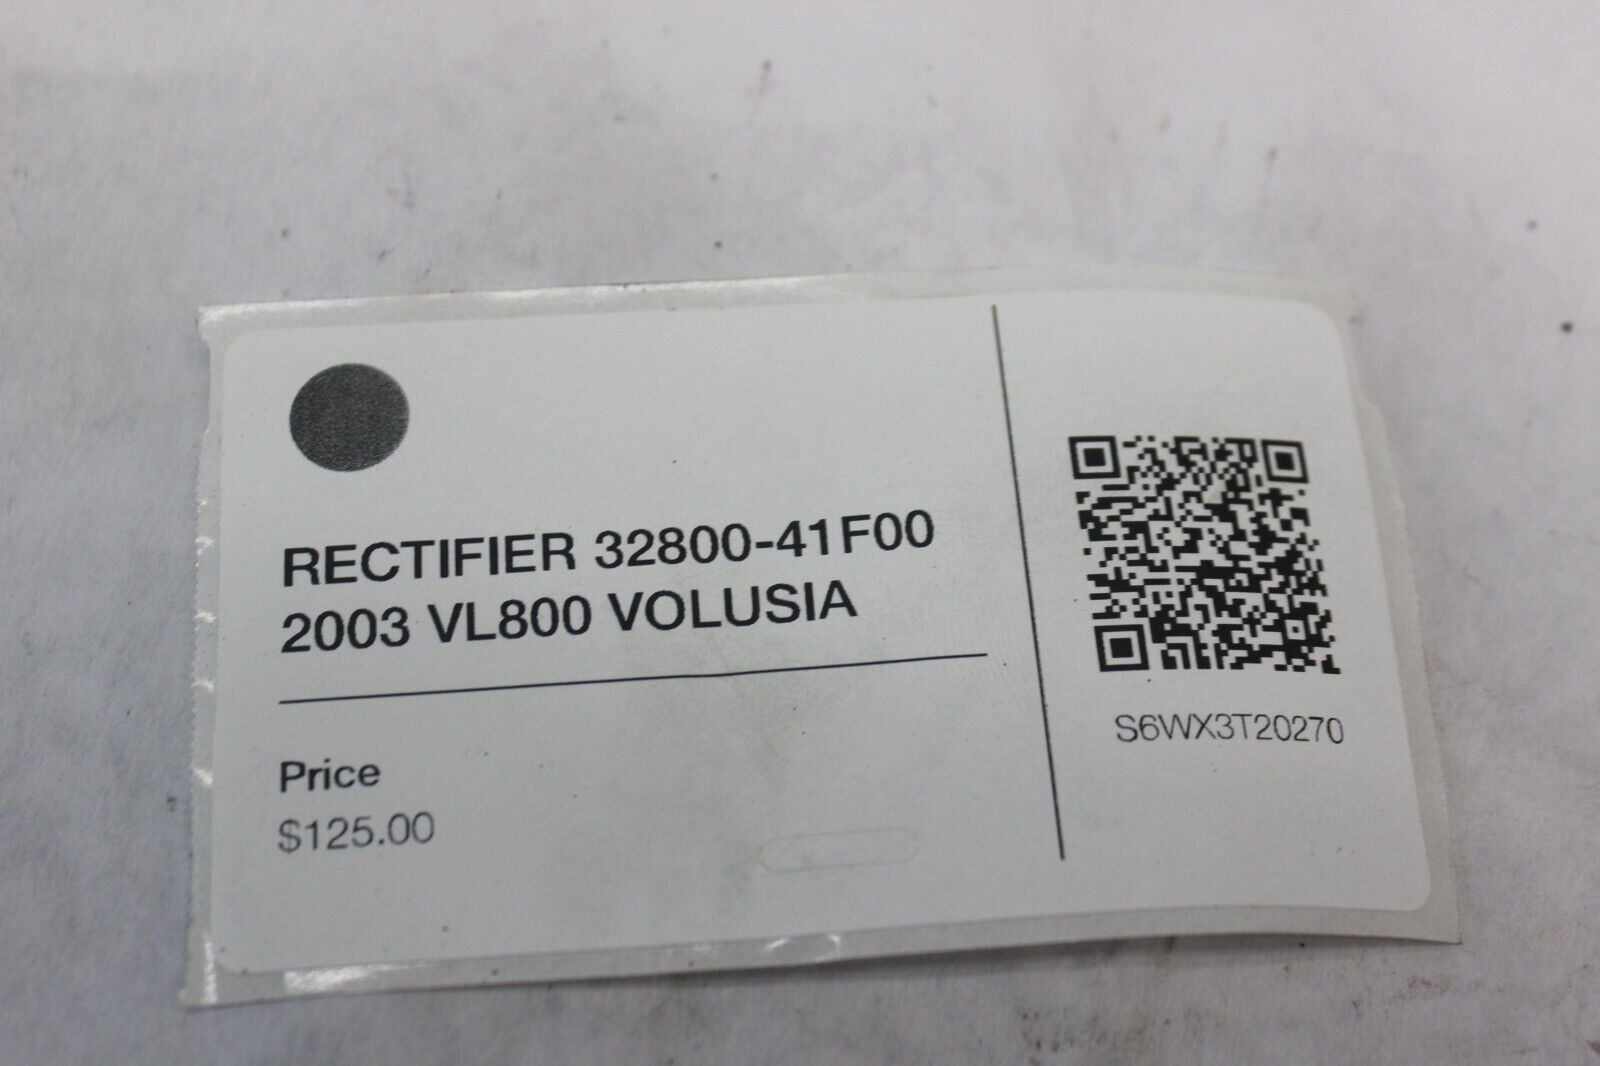 RECTIFIER 32800-41F00
2003 VL800 VOLUSIA
Price
$125.00
S6WX3T20270